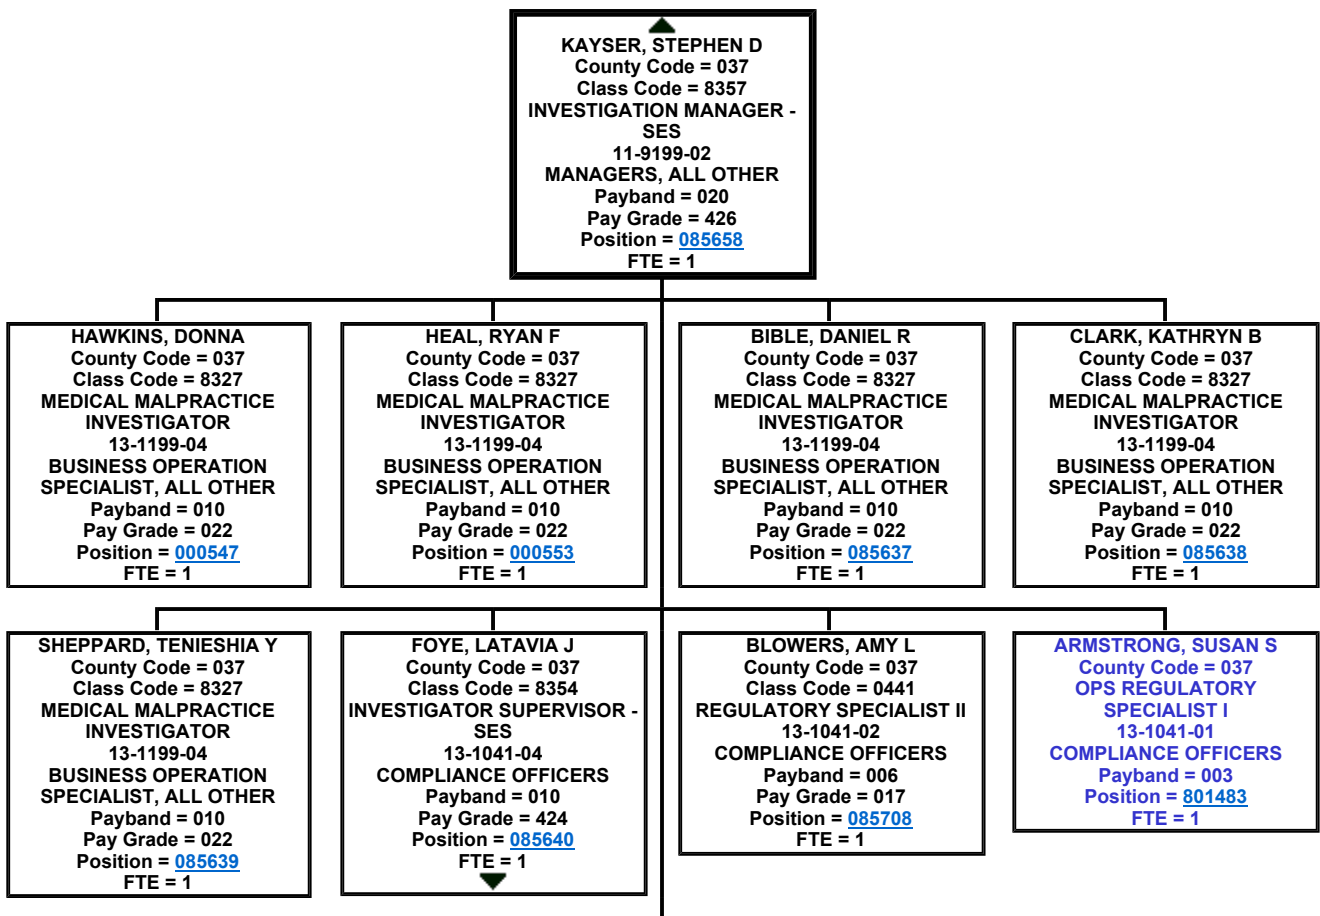 KAYSER, STEPHEN D
County Code = 037
Class Code = 8357
INVESTIGATION MANAGER -
SES
11-9199-02
MANAGERS, ALL OTHER
Payband = 020
Pay Grade = 426
Position = 085658
FTE = 1
HAWKINS, DONNA
County Code = 037
Class Code = 8327
MEDICAL MALPRACTICE
INVESTIGATOR
13-1199-04
BUSINESS OPERATION
SPECIALIST, ALL OTHER
Payband = 010
Pay Grade = 022
Position = 000547
FTE = 1
HEAL, RYAN F
County Code = 037
Class Code = 8327
MEDICAL MALPRACTICE
INVESTIGATOR
13-1199-04
BUSINESS OPERATION
SPECIALIST, ALL OTHER
Payband = 010
Pay Grade = 022
Position = 000553
FTE = 1
BIBLE, DANIEL R
County Code = 037
Class Code = 8327
MEDICAL MALPRACTICE
INVESTIGATOR
13-1199-04
BUSINESS OPERATION
SPECIALIST, ALL OTHER
Payband = 010
Pay Grade = 022
Position = 085637
FTE = 1
CLARK, KATHRYN B
County Code = 037
Class Code = 8327
MEDICAL MALPRACTICE
INVESTIGATOR
13-1199-04
BUSINESS OPERATION
SPECIALIST, ALL OTHER
Payband = 010
Pay Grade = 022
Position = 085638
FTE = 1
SHEPPARD, TENIESHIA Y
County Code = 037
Class Code = 8327
MEDICAL MALPRACTICE
INVESTIGATOR
13-1199-04
BUSINESS OPERATION
SPECIALIST, ALL OTHER
Payband = 010
Pay Grade = 022
Position = 085639
FTE = 1
FOYE, LATAVIA J
County Code = 037
Class Code = 8354
INVESTIGATOR SUPERVISOR -
SES
13-1041-04
COMPLIANCE OFFICERS
Payband = 010
Pay Grade = 424
Position = 085640
FTE = 1
BLOWERS, AMY L
County Code = 037
Class Code = 0441
REGULATORY SPECIALIST II
13-1041-02
COMPLIANCE OFFICERS
Payband = 006
Pay Grade = 017
Position = 085708
FTE = 1
ARMSTRONG, SUSAN S
County Code = 037
OPS REGULATORY
SPECIALIST I
13-1041-01
COMPLIANCE OFFICERS
Payband = 003
Position = 801483
FTE = 1